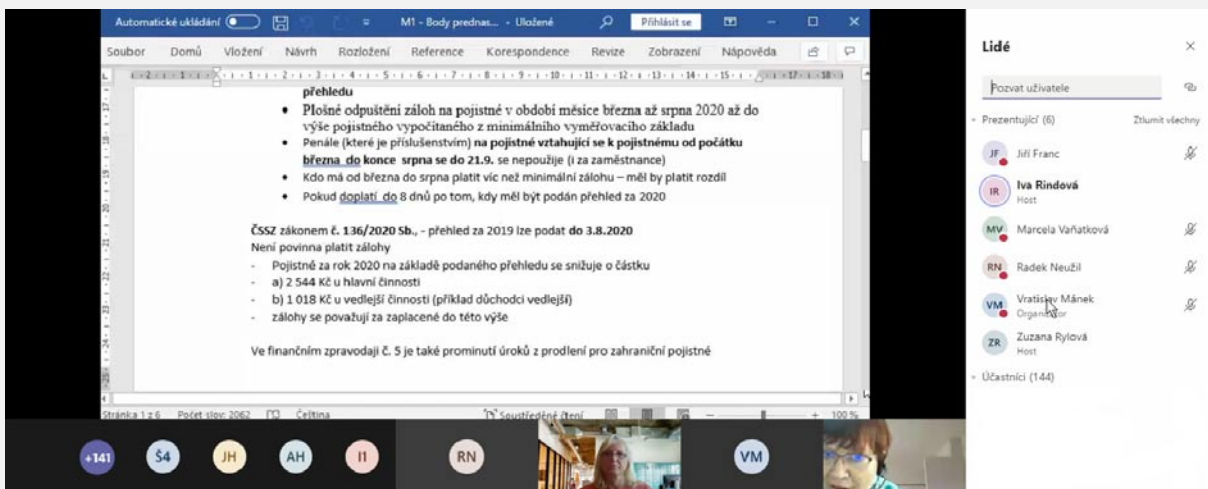 Automatické ukládání
M1 - Body prednas... - Uložené
Přihlásit se
Soubor Domů Vložení Návrh Rozložení Reference Korespondence Revize Zobrazení Nápověda
přehledu
• Plošné odpuštění záloh na pojistné v období měsíce března až srpna 2020 až do
výše pojistného vypočítaného z minimálního vyměřovacího základu
• Penále (které je příslušenstvím) na pojistné vztahující se k pojistnému od počátku
března do konce srpna se do 21.9. se nepoužije (i za zaměstnance)
• Kdo má od března do srpna platit víc než minimální zálohu – měl by platit rozdíl
• Pokud doplatí do 8 dnů po tom, kdy měl být podán přehled za 2020
ČSSZ zákonem č. 136/2020 Sb., - přehled za 2019 lze podat do 3.8.2020
Není povinna platit zálohy
- Pojistné za rok 2020 na základě podaného přehledu se snižuje o částku
- a) 2 544 Kč u hlavní činnosti
- b) 1 018 Kč u vedlejší činnosti (příklad důchodci vedlejší)
- zálohy se považují za zaplacené do této výše
Ve finančním zpravodaji č. 5 je také prominutí úroků z prodlení pro zahraniční pojistné
Stránka 1 z 6 Počet slov: 2062 Čeština Soustředěné čtení 100 %
+141 Š4 JH AH I1 RN VM
Lidé
Pozvat uživatele
Prezentující (6) Ztlumit všechny
JF Jiří Franc
IR Iva Rindová
Host
MV Marcela Vaňatková
RN Radek Neužil
VM Vratislav Mánek
Organizátor
ZR Zuzana Rylová
Host
Účastníci (144)